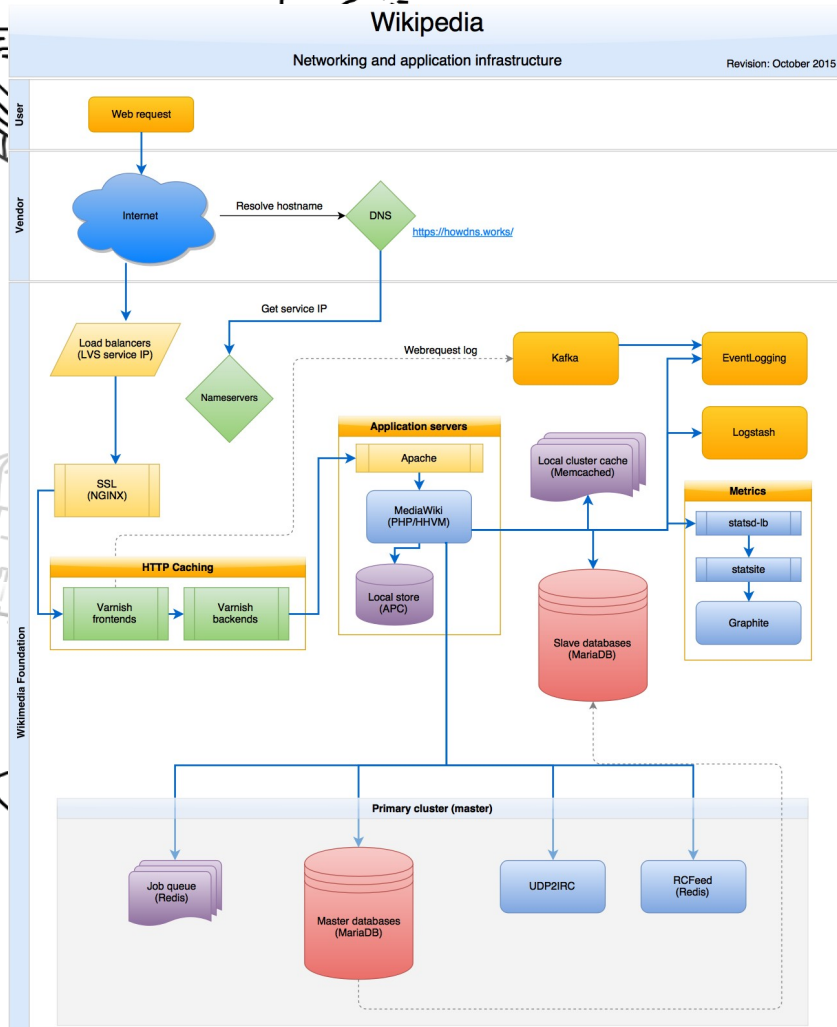 Wikipedia
Networking and application infrastructure
Revision: October 2015
User
Web request
Vendor
Internet
Resolve hostname
DNS
https://howdns.works/
Wikimedia Foundation
Get service IP
Load balancers
(LVS service IP)
Nameservers
Webrequest log
Kafka
EventLogging
Logstash
Application servers
Apache
MediaWiki
(PHP/HHVM)
Local store
(APC)
Local cluster cache
(Memcached)
SSL
(NGINX)
HTTP Caching
Varnish
frontends
Varnish
backends
Metrics
statsd-lb
statsite
Graphite
Slave databases
(MariaDB)
Primary cluster (master)
Job queue
(Redis)
Master databases
(MariaDB)
UDP2IRC
RCFeed
(Redis)